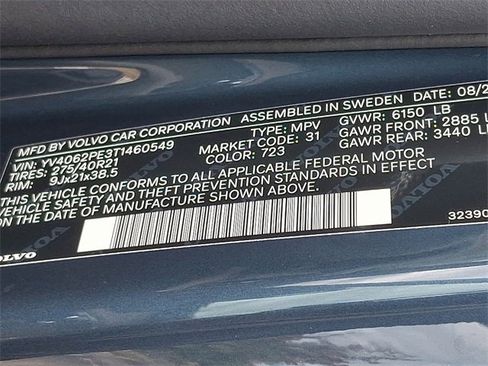 MFD BY VOLVO CAR CORPORATION ASSEMBLED IN SWEDEN DATE: 08/2
VIN: YV4062PE3T1460549 TYPE: MPV GVWR: 6150 LB
TIRES: 275/40R21 MARKET CODE: 31 GAWR FRONT: 2885 L
RIM: 9Jx21x38.5 COLOR: 723 GAWR REAR: 3440 L
THIS VEHICLE CONFORMS TO ALL APPLICABLE FEDERAL MOTOR
VEHICLE SAFETY AND THEFT PREVENTION STANDARDS IN EFFECT
ON THE DATE OF MANUFACTURE SHOWN ABOVE.
VOLVO
32390